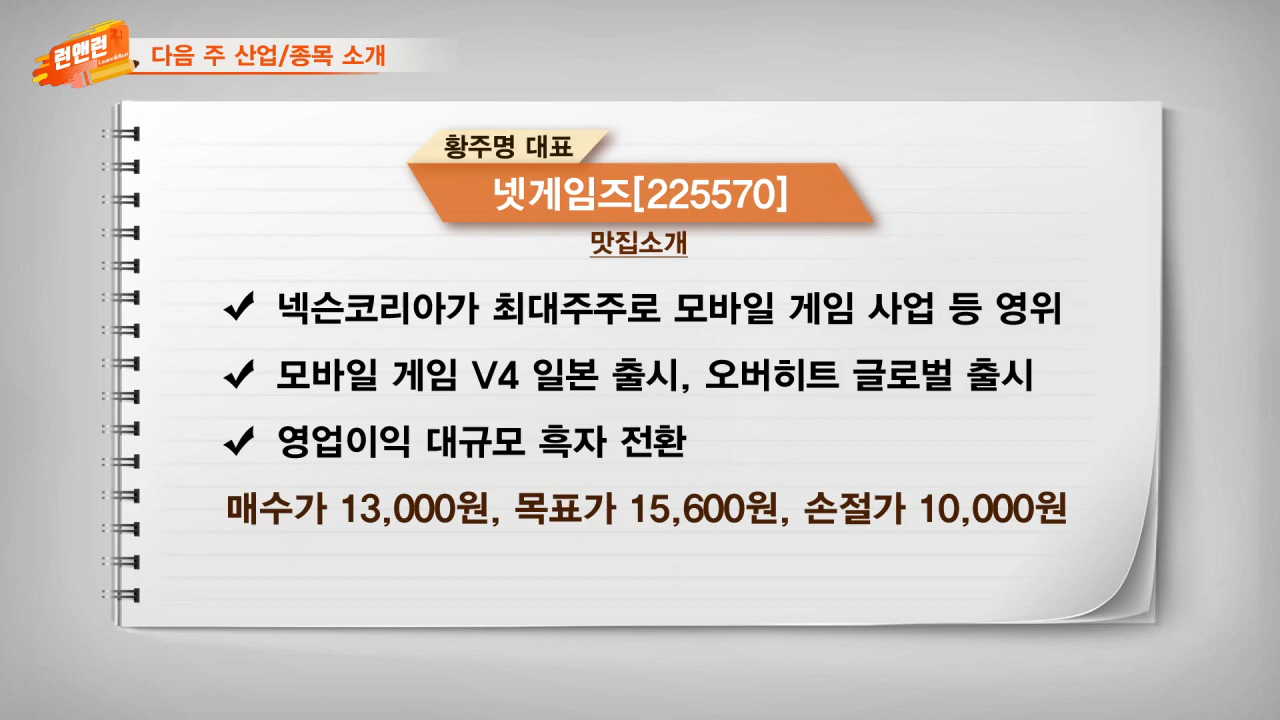 런앤런
Learn&Run
다음 주 산업/종목 소개
황주명 대표
넷게임즈[225570]
맛집소개
넥슨코리아가 최대주주로 모바일 게임 사업 등 영위
모바일 게임 V4 일본 출시, 오버히트 글로벌 출시
영업이익 대규모 흑자 전환
매수가 13,000원, 목표가 15,600원, 손절가 10,000원